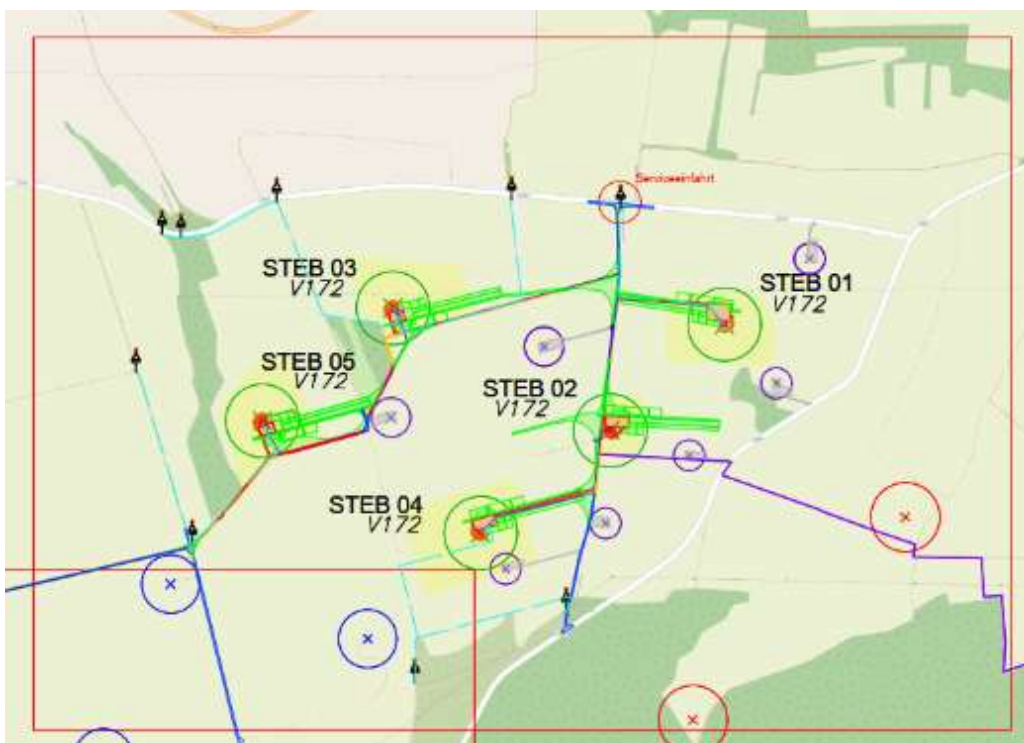 Serviceeinfahrt
STEB 03
V172
STEB 01
V172
STEB 05
V172
STEB 02
V172
STEB 04
V172